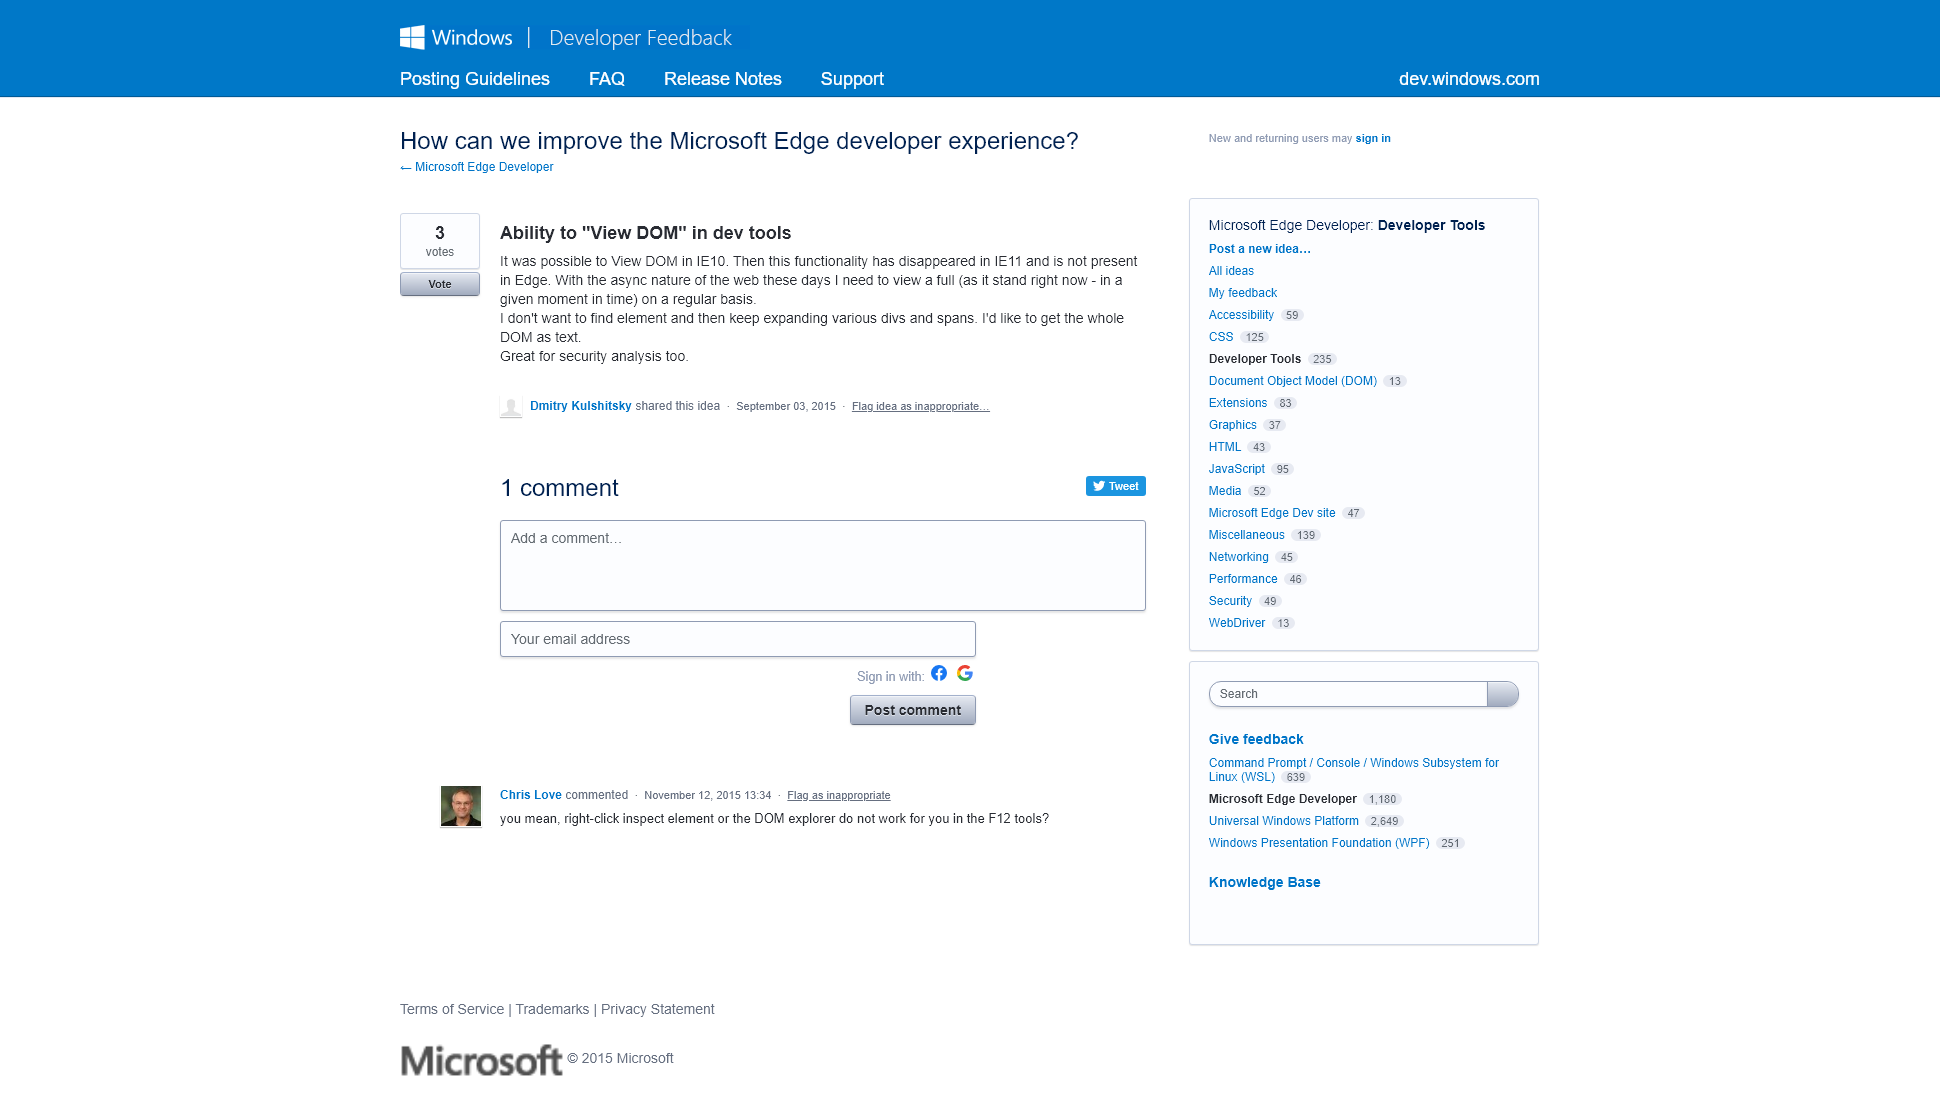 Windows | Developer Feedback
Posting Guidelines FAQ Release Notes Support dev.windows.com
How can we improve the Microsoft Edge developer experience?
← Microsoft Edge Developer
New and returning users may sign in
3
votes
Vote
Ability to "View DOM" in dev tools
It was possible to View DOM in IE10. Then this functionality has disappeared in IE11 and is not present
in Edge. With the async nature of the web these days I need to view a full (as it stand right now - in a
given moment in time) on a regular basis.
I don't want to find element and then keep expanding various divs and spans. I'd like to get the whole
DOM as text.
Great for security analysis too.
Dmitry Kulshitsky shared this idea · September 03, 2015 · Flag idea as inappropriate…
1 comment
Tweet
Add a comment…
Your email address
Sign in with:
Post comment
Chris Love commented · November 12, 2015 13:34 · Flag as inappropriate
you mean, right-click inspect element or the DOM explorer do not work for you in the F12 tools?
Microsoft Edge Developer: Developer Tools
Post a new idea…
All ideas
My feedback
Accessibility 59
CSS 125
Developer Tools 235
Document Object Model (DOM) 13
Extensions 83
Graphics 37
HTML 43
JavaScript 95
Media 52
Microsoft Edge Dev site 47
Miscellaneous 139
Networking 45
Performance 46
Security 49
WebDriver 13
Search
Give feedback
Command Prompt / Console / Windows Subsystem for
Linux (WSL) 639
Microsoft Edge Developer 1,180
Universal Windows Platform 2,649
Windows Presentation Foundation (WPF) 251
Knowledge Base
Terms of Service | Trademarks | Privacy Statement
Microsoft © 2015 Microsoft